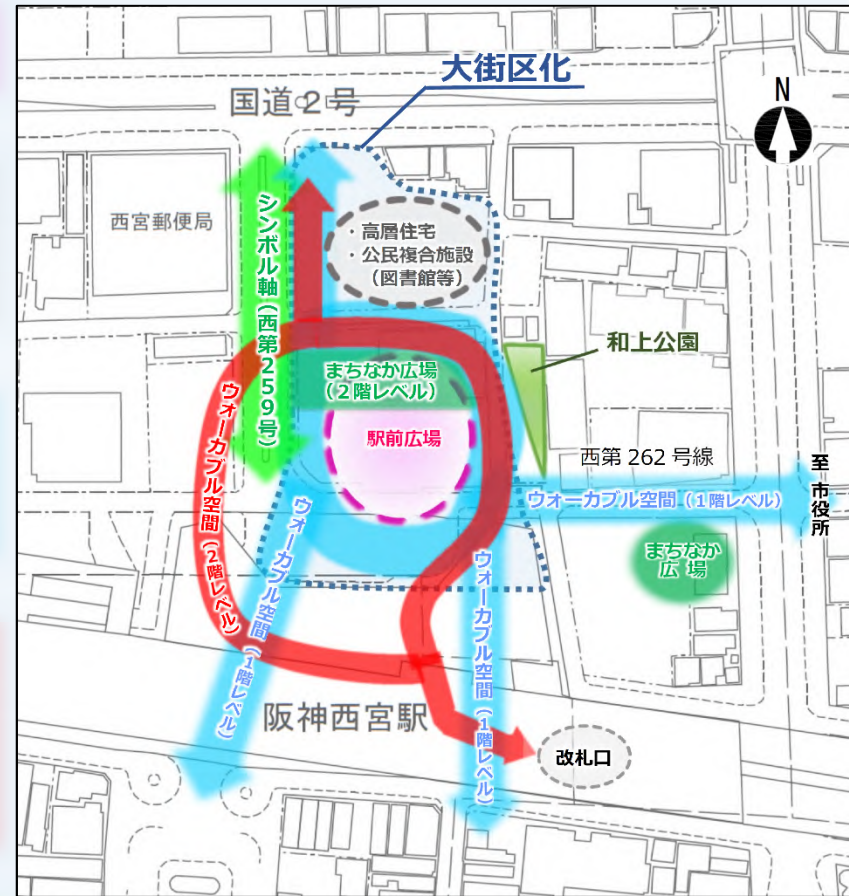 大街区化
国道2号
N
西宮郵便局
シンボル軸（西第259号）
・高層住宅
・公民複合施設
（図書館等）
和上公園
まちなか広場
（2階レベル）
駅前広場
ウォーカブル空間（2階レベル）
西第262号線
ウォーカブル空間（1階レベル）
至 市役所
まちなか
広 場
ウォーカブル空間（1階レベル）
ウォーカブル空間（1階レベル）
阪神西宮駅
改札口